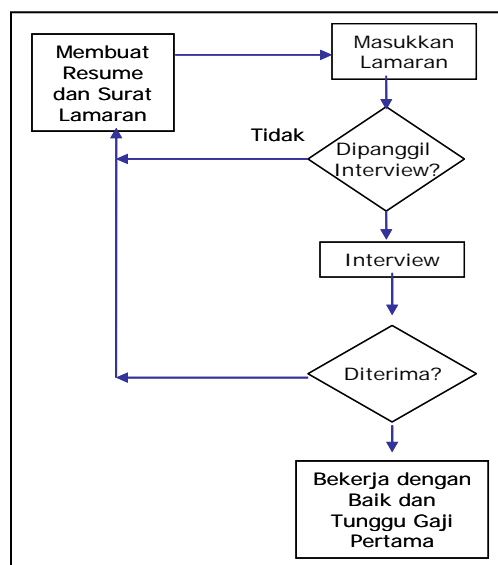 Membuat
Resume
dan Surat
Lamaran
Masukkan
Lamaran
Tidak
Dipanggil
Interview?
Interview
Diterima?
Bekerja dengan
Baik dan
Tunggu Gaji
Pertama